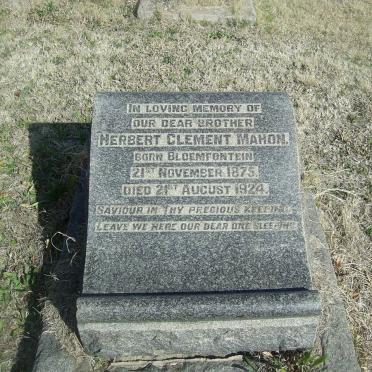 IN LOVING MEMORY OF
OUR DEAR BROTHER
HERBERT CLEMENT MAHON.
BORN BLOEMFONTEIN
21ST NOVEMBER 1875.
DIED 21ST AUGUST 1924.
SAVIOUR IN THY PRECIOUS KEEPING
LEAVE WE HERE OUR DEAR ONE SLEEPING